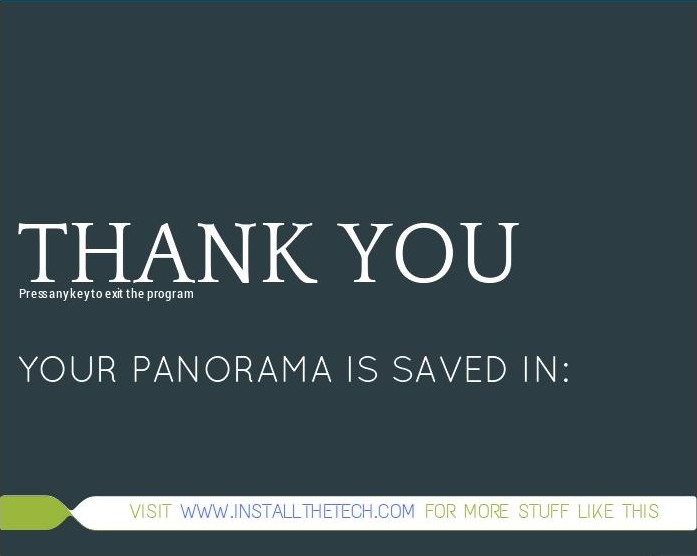 THANK YOU
Press any key to exit the program
YOUR PANORAMA IS SAVED IN:
VISIT WWW.INSTALLTHETECH.COM FOR MORE STUFF LIKE THIS